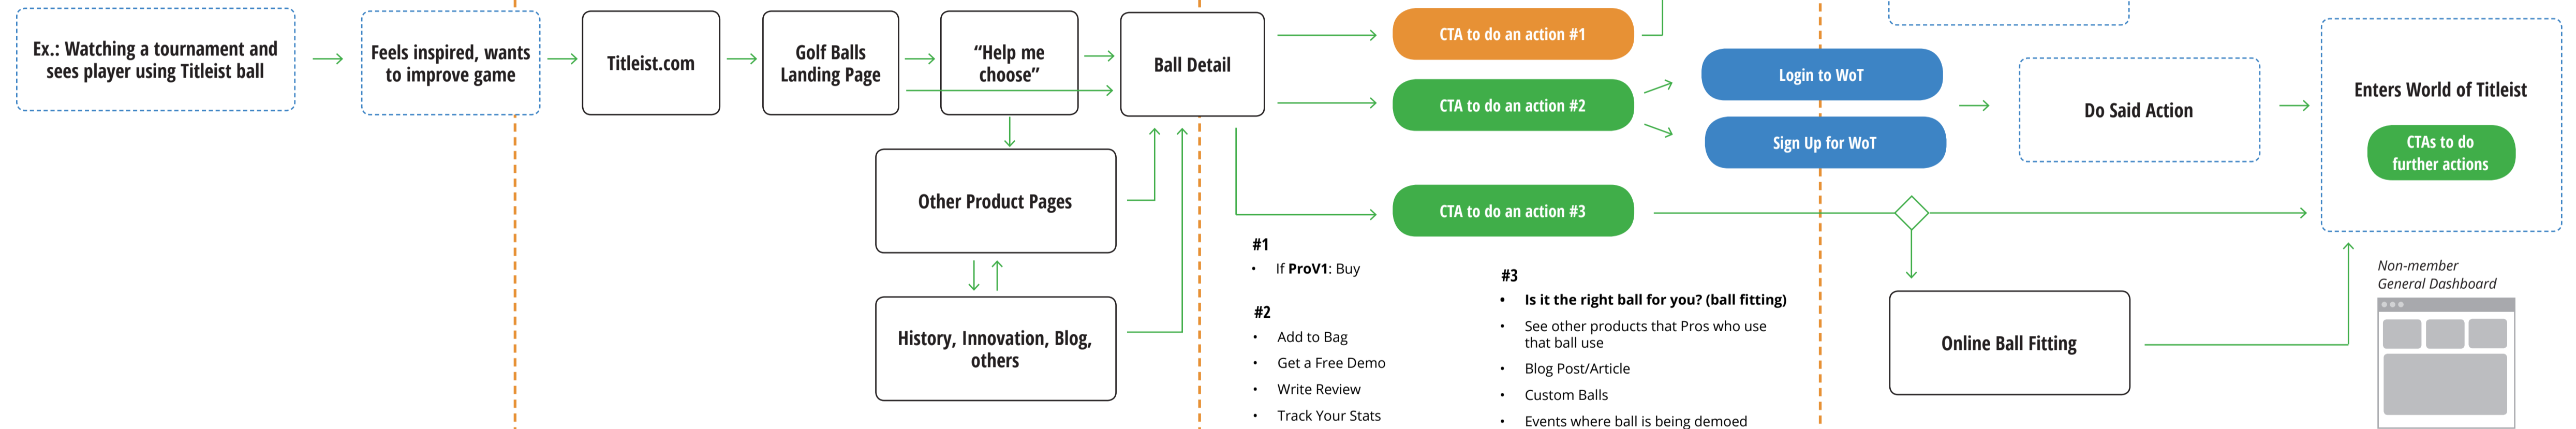 Ex.: Watching a tournament and
sees player using Titleist ball
Feels inspired, wants
to improve game
Titleist.com
Golf Balls
Landing Page
“Help me
choose”
Ball Detail
Other Product Pages
History, Innovation, Blog,
others
CTA to do an action #1
CTA to do an action #2
CTA to do an action #3
Login to WoT
Sign Up for WoT
Do Said Action
Enters World of Titleist
CTAs to do
further actions
#1
• If ProV1: Buy
#2
• Add to Bag
• Get a Free Demo
• Write Review
• Track Your Stats
#3
• Is it the right ball for you? (ball fitting)
• See other products that Pros who use
that ball use
• Blog Post/Article
• Custom Balls
• Events where ball is being demoed
Online Ball Fitting
Non-member
General Dashboard